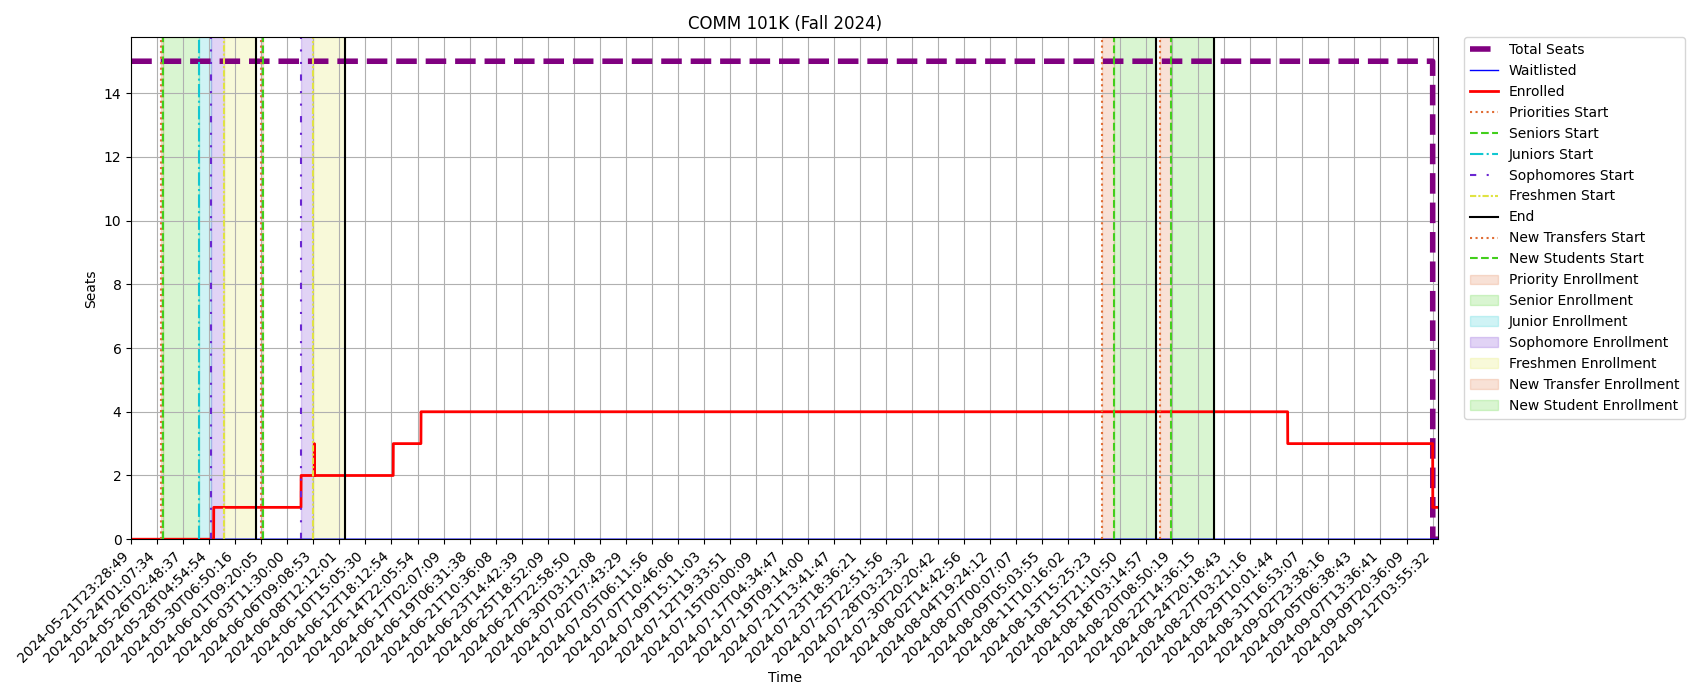 COMM 101K (Fall 2024)
Seats
14
12
10
8
6
4
2
0
2024-05-21T23:28:49
2024-05-24T01:07:34
2024-05-26T02:48:37
2024-05-28T04:54:54
2024-05-30T06:50:16
2024-06-01T09:20:05
2024-06-03T11:30:00
2024-06-06T09:08:53
2024-06-08T12:12:01
2024-06-10T15:05:30
2024-06-12T18:12:54
2024-06-14T22:05:54
2024-06-17T02:07:09
2024-06-19T06:31:38
2024-06-21T10:36:08
2024-06-23T14:42:39
2024-06-25T18:52:09
2024-06-27T22:58:50
2024-06-30T03:12:08
2024-07-02T07:43:29
2024-07-05T06:11:56
2024-07-07T10:46:06
2024-07-09T15:11:03
2024-07-12T19:33:51
2024-07-15T00:00:09
2024-07-17T04:34:47
2024-07-19T09:14:00
2024-07-21T13:41:47
2024-07-23T18:36:21
2024-07-25T22:51:56
2024-07-28T03:23:32
2024-07-30T20:20:42
2024-08-02T14:42:56
2024-08-04T19:24:12
2024-08-07T00:07:07
2024-08-09T05:03:55
2024-08-11T10:16:02
2024-08-13T15:25:23
2024-08-15T21:10:50
2024-08-18T03:14:57
2024-08-20T08:50:19
2024-08-22T14:36:15
2024-08-24T20:18:43
2024-08-27T03:21:16
2024-08-29T10:01:44
2024-08-31T16:53:07
2024-09-02T23:38:16
2024-09-05T06:38:43
2024-09-07T13:36:41
2024-09-09T20:36:09
2024-09-12T03:55:32
Time
Total Seats
Waitlisted
Enrolled
Priorities Start
Seniors Start
Juniors Start
Sophomores Start
Freshmen Start
End
New Transfers Start
New Students Start
Priority Enrollment
Senior Enrollment
Junior Enrollment
Sophomore Enrollment
Freshmen Enrollment
New Transfer Enrollment
New Student Enrollment